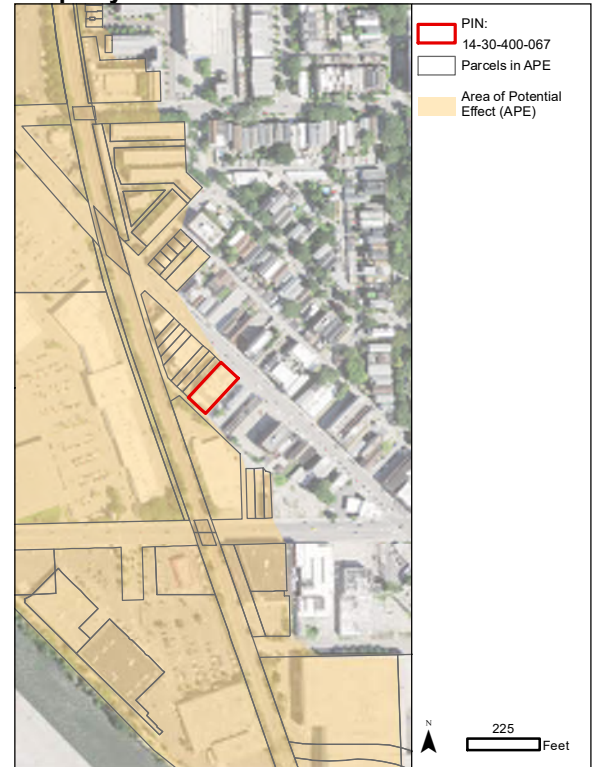 PIN:
14-30-400-067
Parcels in APE
Area of Potential
Effect (APE)
N
225
Feet